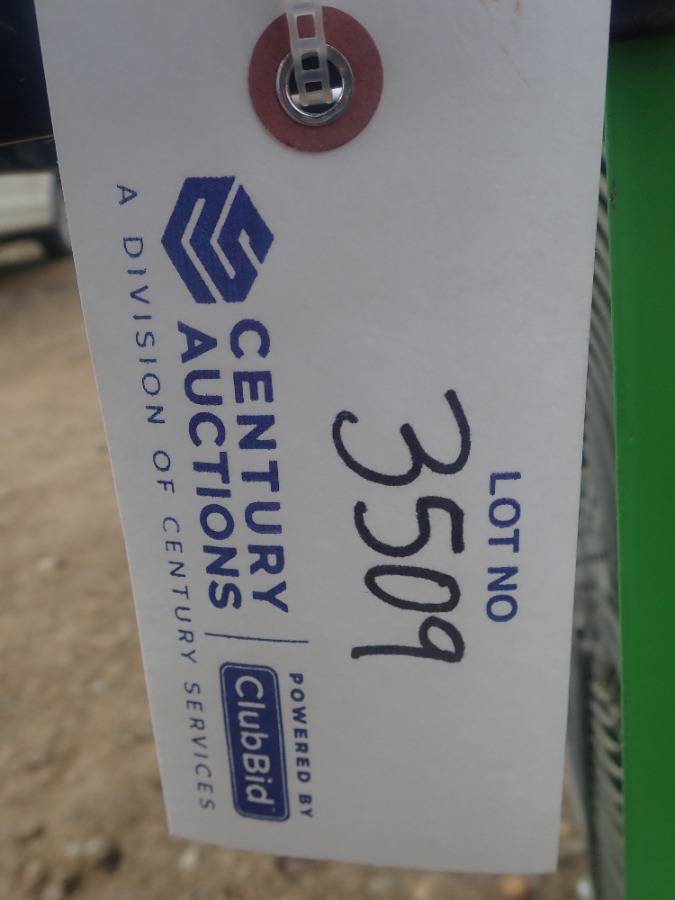 LOT NO
3509
CENTURY
AUCTIONS
POWERED BY
ClubBid
A DIVISION OF CENTURY SERVICES